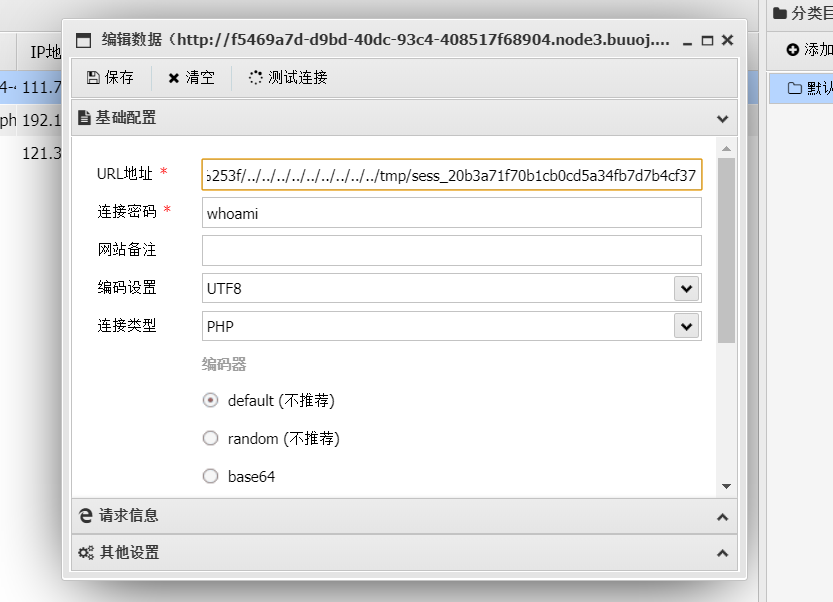 编辑数据（http://f5469a7d-d9bd-40dc-93c4-408517f68904.node3.buuoj....
分类目
IP地
保存 清空 测试连接
添加
4-4 111.7
默认
基础配置
ph 192.1
121.3
URL地址 * %253f/../../../../../../../../../tmp/sess_20b3a71f70b1cb0cd5a34fb7d7b4cf37
连接密码 * whoami
网站备注
编码设置 UTF8
连接类型 PHP
编码器
default (不推荐)
random (不推荐)
base64
请求信息
其他设置